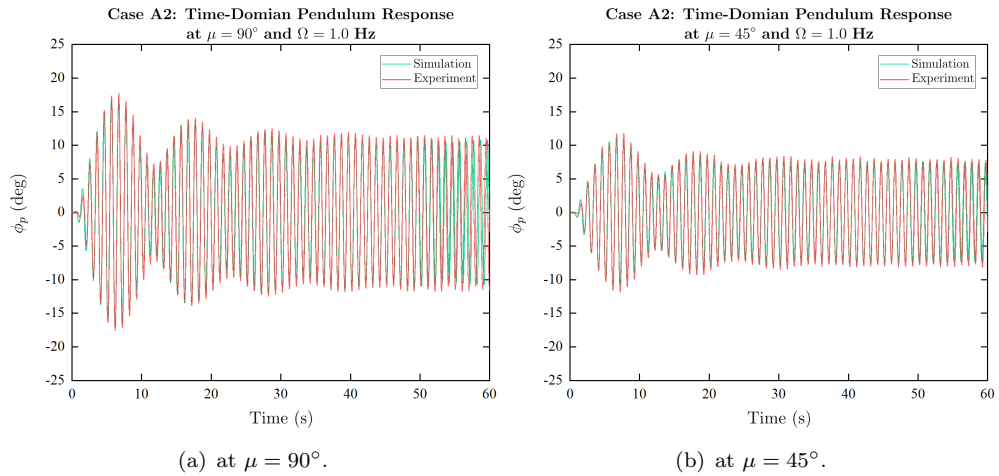 Case A2: Time-Domian Pendulum Response
at μ = 90° and Ω = 1.0 Hz
25
20
15
10
5
0
-5
-10
-15
-20
-25
ϕp (deg)
Simulation
Experiment
0 10 20 30 40 50 60
Time (s)
(a) at μ = 90°.
Case A2: Time-Domian Pendulum Response
at μ = 45° and Ω = 1.0 Hz
25
20
15
10
5
0
-5
-10
-15
-20
-25
ϕp (deg)
Simulation
Experiment
0 10 20 30 40 50 60
Time (s)
(b) at μ = 45°.